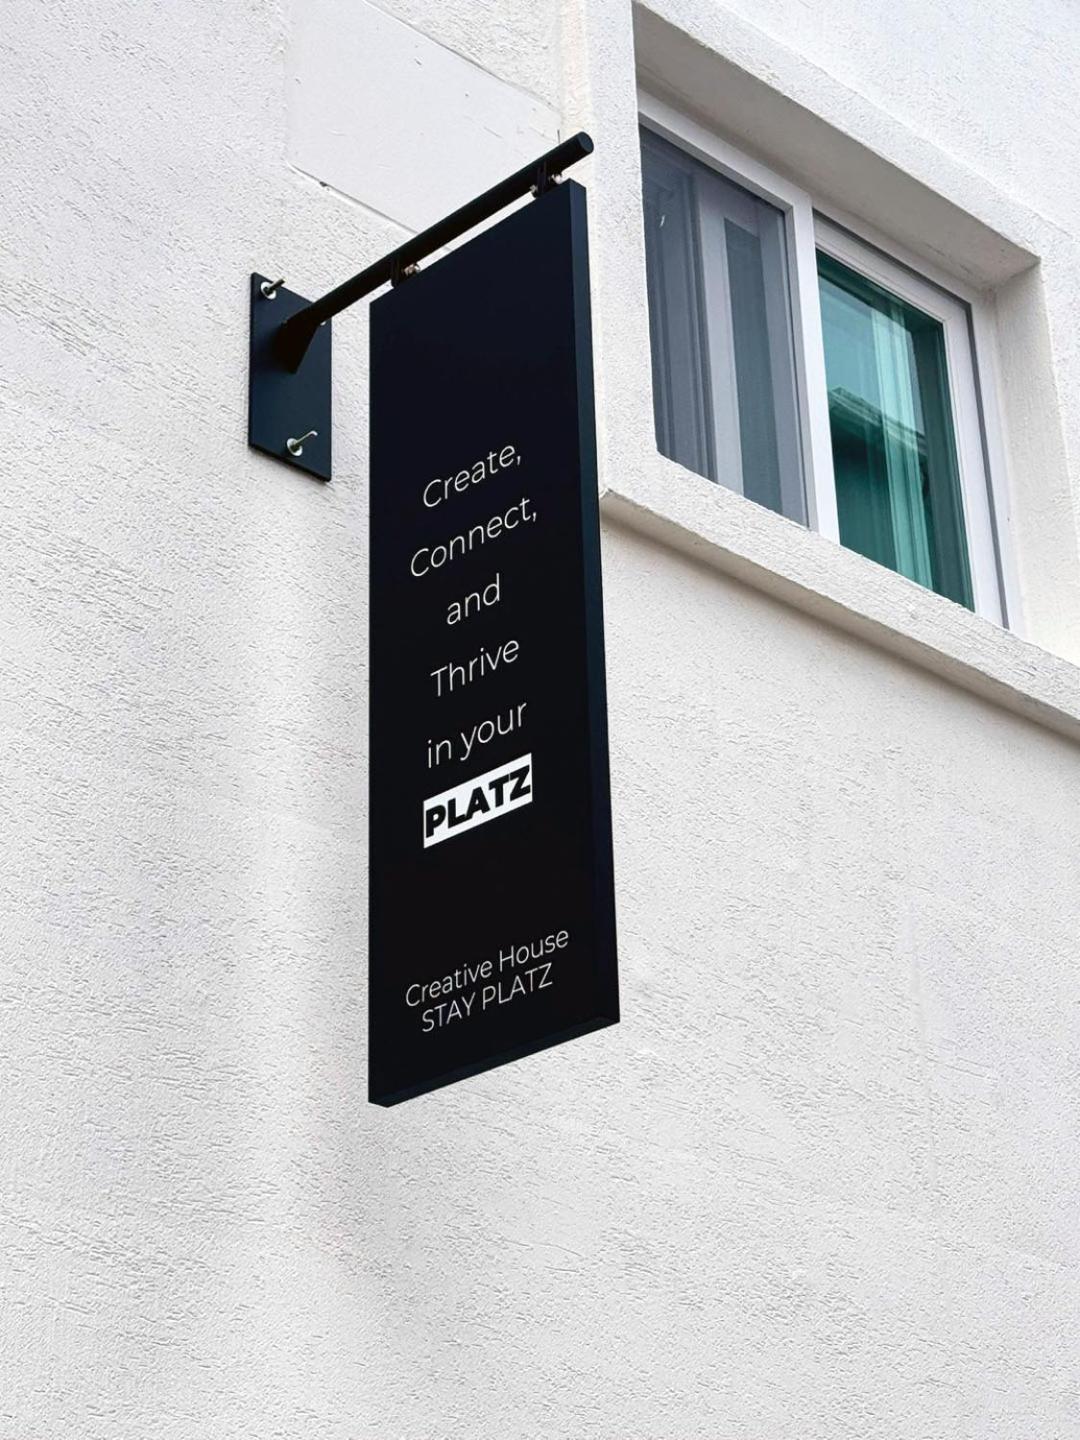 Create,
Connect,
and
Thrive
in your
PLATZ
Creative House
STAY PLATZ